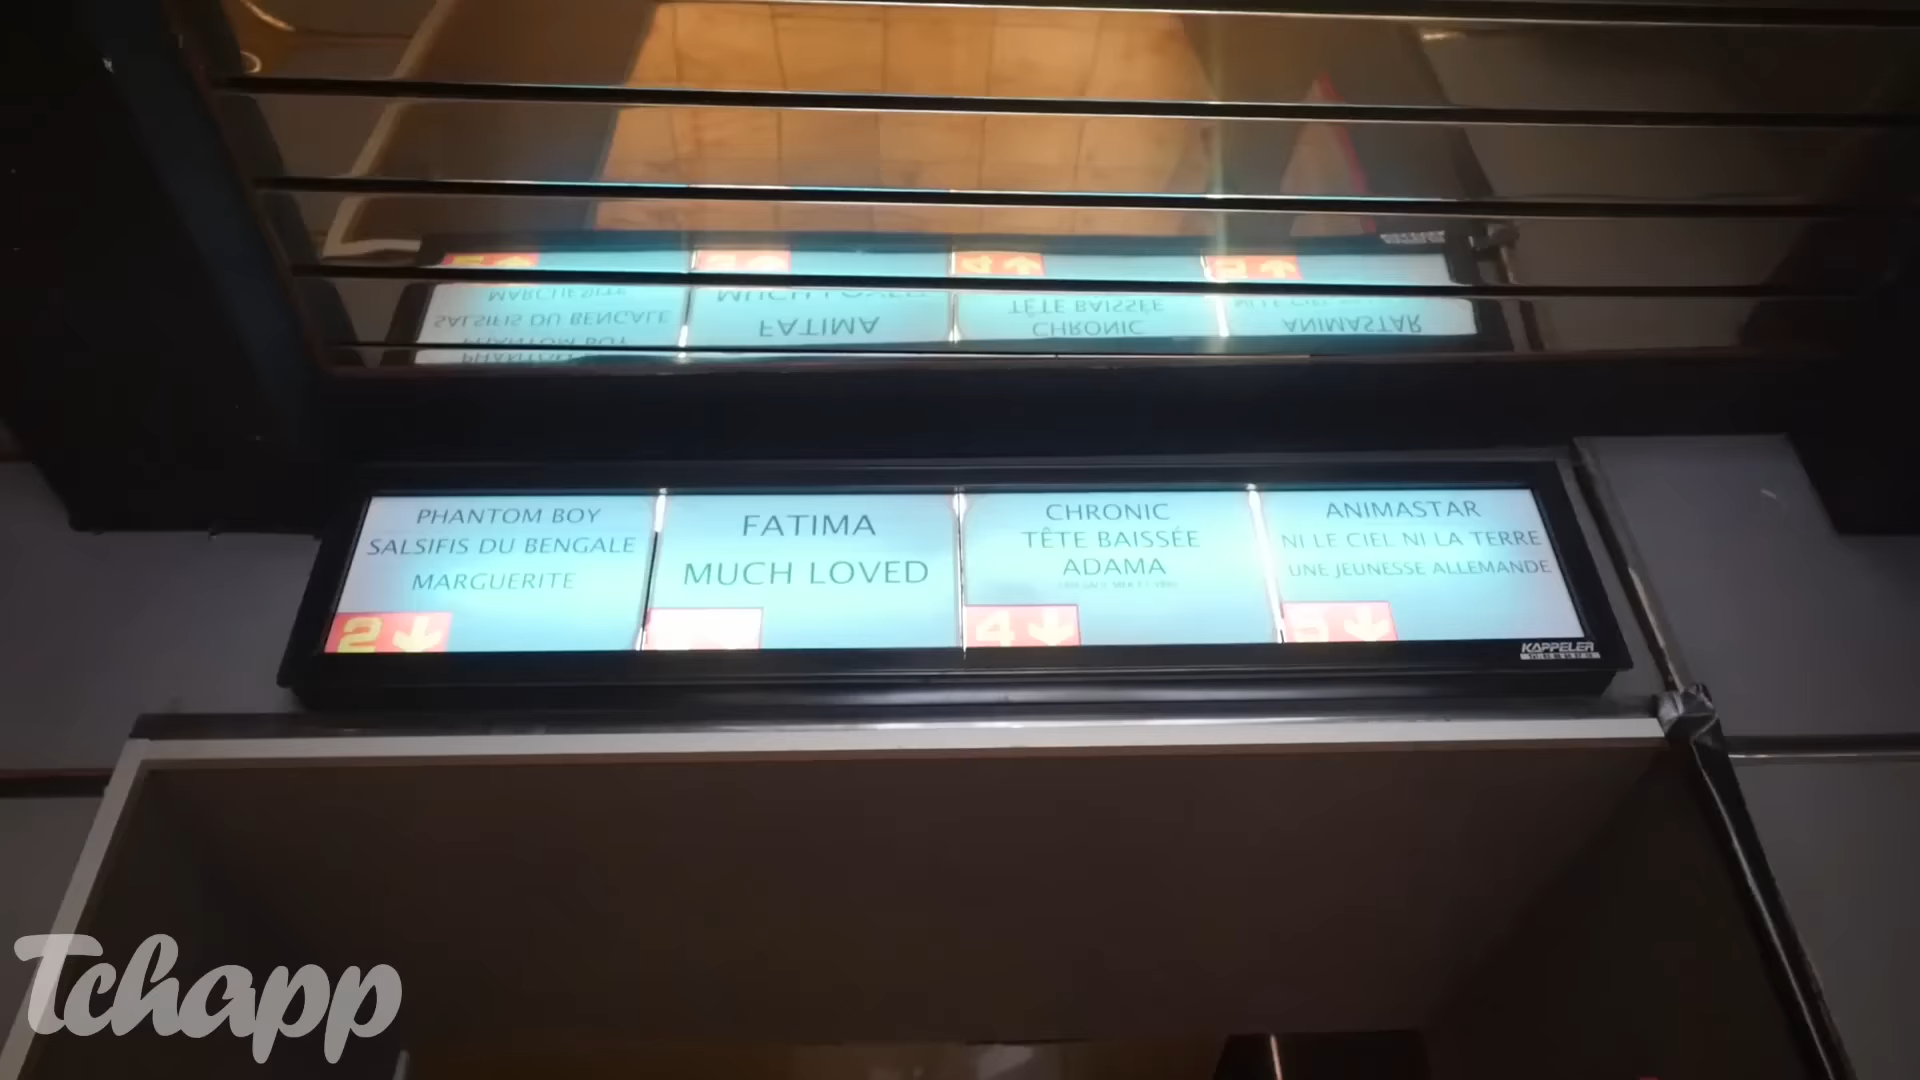 PHANTOM BOY
SALSIFIS DU BENGALE
MARGUERITE
2
FATIMA
MUCH LOVED
CHRONIC
TÊTE BAISSÉE
ADAMA
4
ANIMASTAR
NI LE CIEL NI LA TERRE
UNE JEUNESSE ALLEMANDE
5
KAPPELER
Tchapp